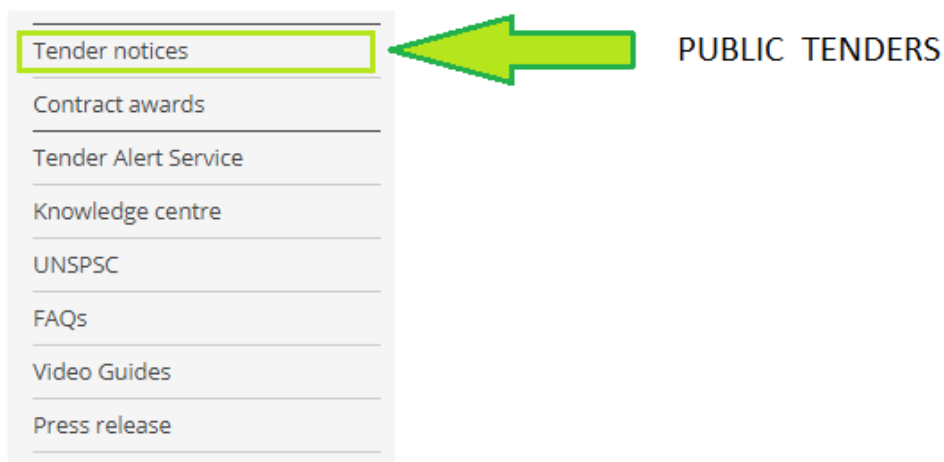 Tender notices
PUBLIC TENDERS
Contract awards
Tender Alert Service
Knowledge centre
UNSPSC
FAQs
Video Guides
Press release